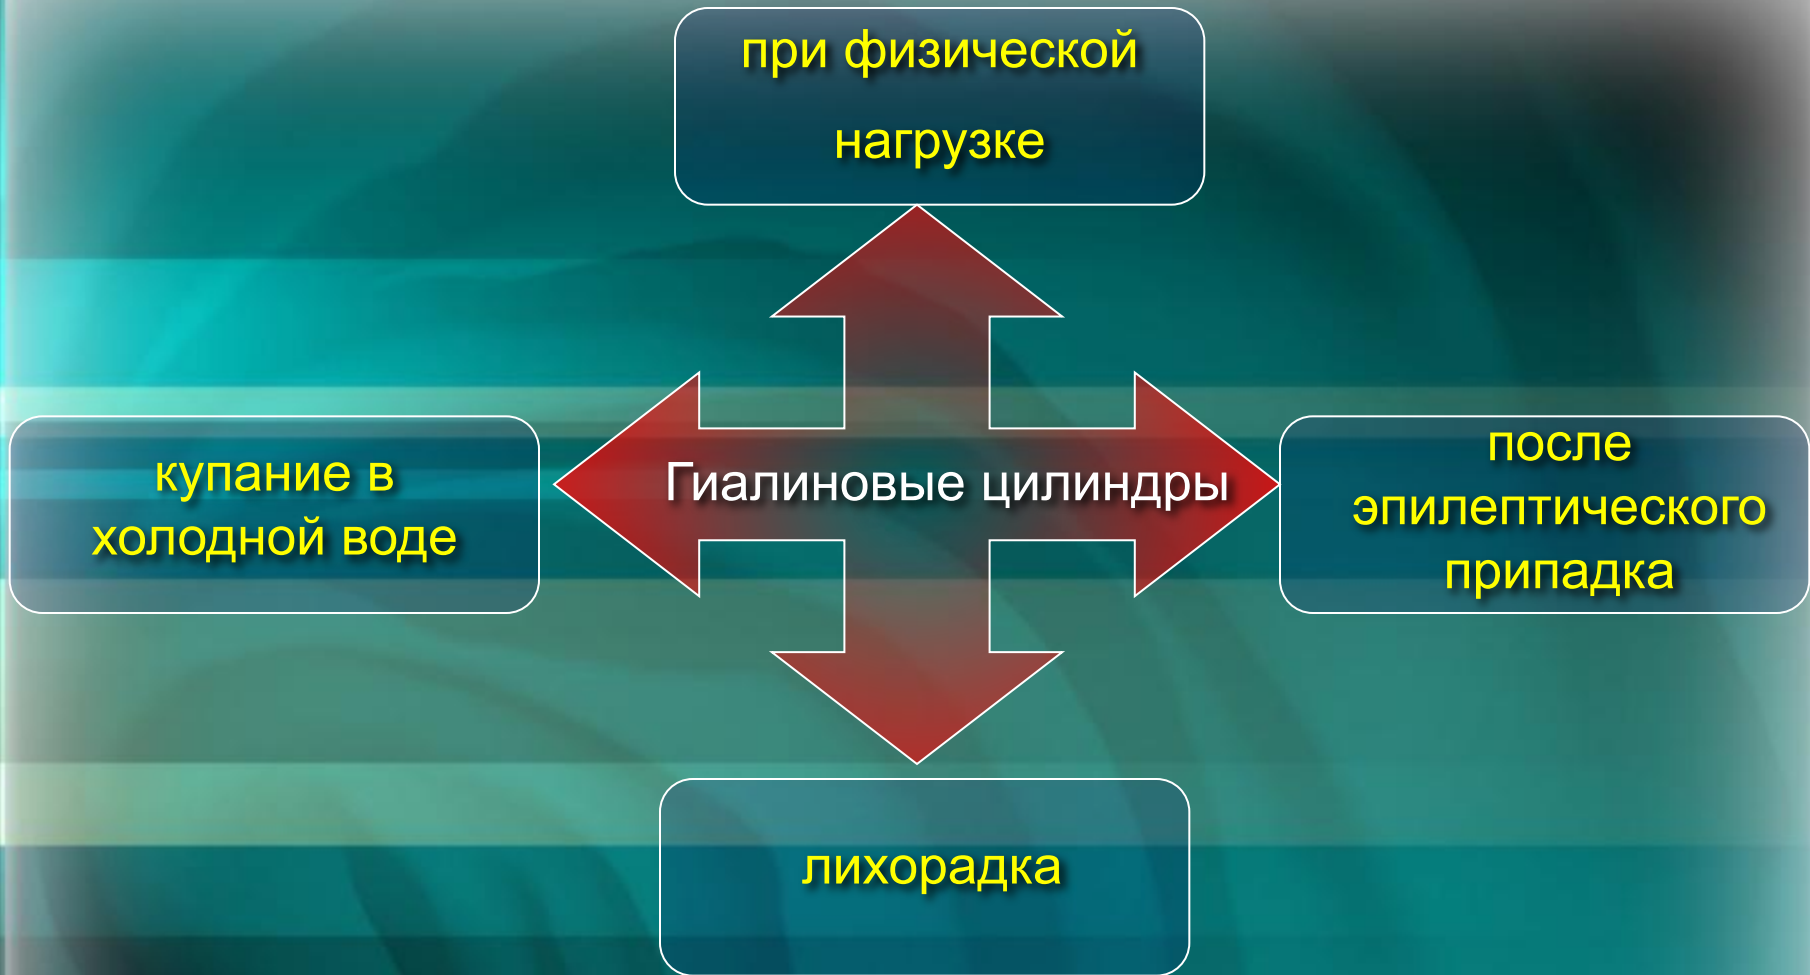 при физической
нагрузке
купание в
холодной воде
Гиалиновые цилиндры
после
эпилептического
припадка
лихорадка